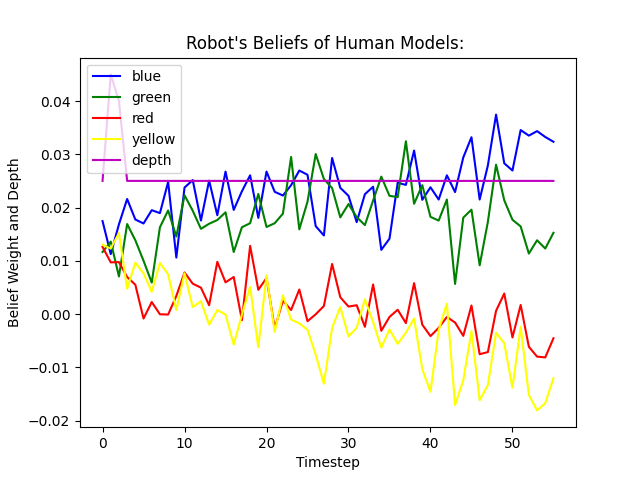 Robot's Beliefs of Human Models:
blue
green
red
yellow
depth
Belief Weight and Depth
0.04
0.03
0.02
0.01
0.00
−0.01
−0.02
0 10 20 30 40 50
Timestep